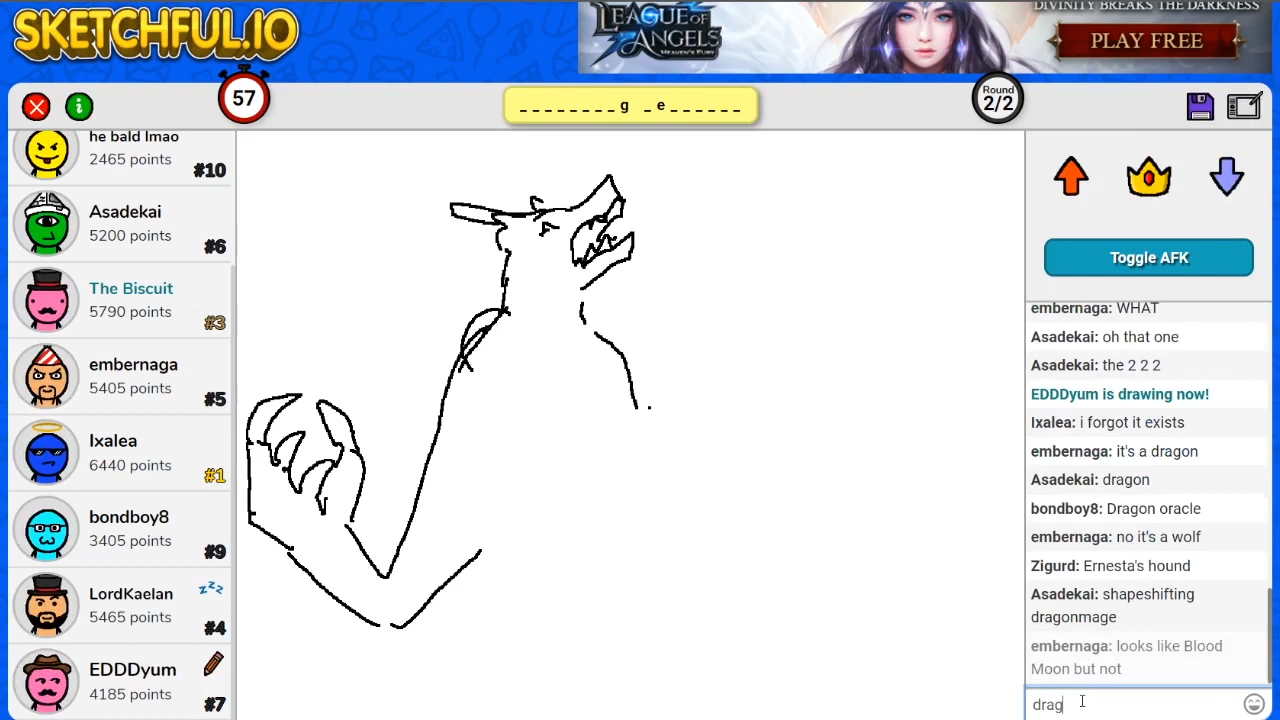 SKETCHFUL.IO
LEAGUE OF
ANGELS
HEAVEN'S FURY
DIVINITY BREAKS THE DARKNESS
PLAY FREE
57
_ _ _ _ _ _ _ _ g _ e _ _ _ _ _ _
Round
2/2
he bald lmao
2465 points
#10
Asadekai
5200 points
#6
The Biscuit
5790 points
#3
embernaga
5405 points
#5
Ixalea
6440 points
#1
bondboy8
3405 points
#9
LordKaelan
5465 points
zzz
#4
EDDDyum
4185 points
#7
Toggle AFK
embernaga: WHAT
Asadekai: oh that one
Asadekai: the 2 2 2
EDDDyum is drawing now!
Ixalea: i forgot it exists
embernaga: it's a dragon
Asadekai: dragon
bondboy8: Dragon oracle
embernaga: no it's a wolf
Zigurd: Ernesta's hound
Asadekai: shapeshifting
dragonmage
embernaga: looks like Blood
Moon but not
drag